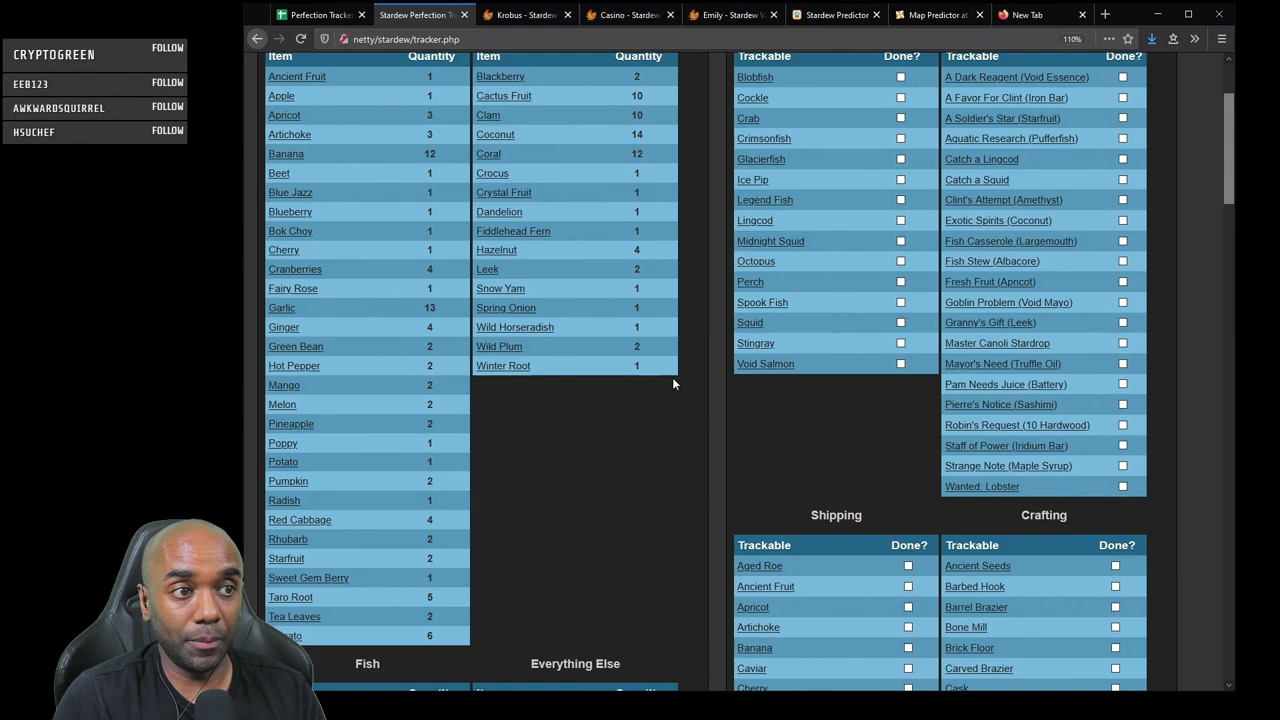 Perfection Tracke
Stardew Perfection Tra
Krobus - Stardew
Casino - Stardew
Emily - Stardew V
Stardew Predictor
Map Predictor at
New Tab
netty/stardew/tracker.php
110%
CRYPTOGREEN FOLLOW
EEB123 FOLLOW
AWKWARDSQUIRREL FOLLOW
HSUCHEF FOLLOW
Item Quantity
Ancient Fruit 1
Apple 1
Apricot 3
Artichoke 3
Banana 12
Beet 1
Blue Jazz 1
Blueberry 1
Bok Choy 1
Cherry 1
Cranberries 4
Fairy Rose 1
Garlic 13
Ginger 4
Green Bean 2
Hot Pepper 2
Mango 2
Melon 2
Pineapple 2
Poppy 1
Potato 1
Pumpkin 2
Radish 1
Red Cabbage 4
Rhubarb 2
Starfruit 2
Sweet Gem Berry 1
Taro Root 5
Tea Leaves 2
ato 6
Item Quantity
Blackberry 2
Cactus Fruit 10
Clam 10
Coconut 14
Coral 12
Crocus 1
Crystal Fruit 1
Dandelion 1
Fiddlehead Fern 1
Hazelnut 4
Leek 2
Snow Yam 1
Spring Onion 1
Wild Horseradish 1
Wild Plum 2
Winter Root 1
Fish
Everything Else
Item Quantity
Trackable Done?
Blobfish
Cockle
Crab
Crimsonfish
Glacierfish
Ice Pip
Legend Fish
Lingcod
Midnight Squid
Octopus
Perch
Spook Fish
Squid
Stingray
Void Salmon
Trackable Done?
A Dark Reagent (Void Essence)
A Favor For Clint (Iron Bar)
A Soldier's Star (Starfruit)
Aquatic Research (Pufferfish)
Catch a Lingcod
Catch a Squid
Clint's Attempt (Amethyst)
Exotic Spirits (Coconut)
Fish Casserole (Largemouth)
Fish Stew (Albacore)
Fresh Fruit (Apricot)
Goblin Problem (Void Mayo)
Granny's Gift (Leek)
Master Canoli Stardrop
Mayor's Need (Truffle Oil)
Pam Needs Juice (Battery)
Pierre's Notice (Sashimi)
Robin's Request (10 Hardwood)
Staff of Power (Iridium Bar)
Strange Note (Maple Syrup)
Wanted: Lobster
Shipping
Trackable Done?
Aged Roe
Ancient Fruit
Apricot
Artichoke
Banana
Caviar
Cherry
Crafting
Trackable Done?
Ancient Seeds
Barbed Hook
Barrel Brazier
Bone Mill
Brick Floor
Carved Brazier
Cask